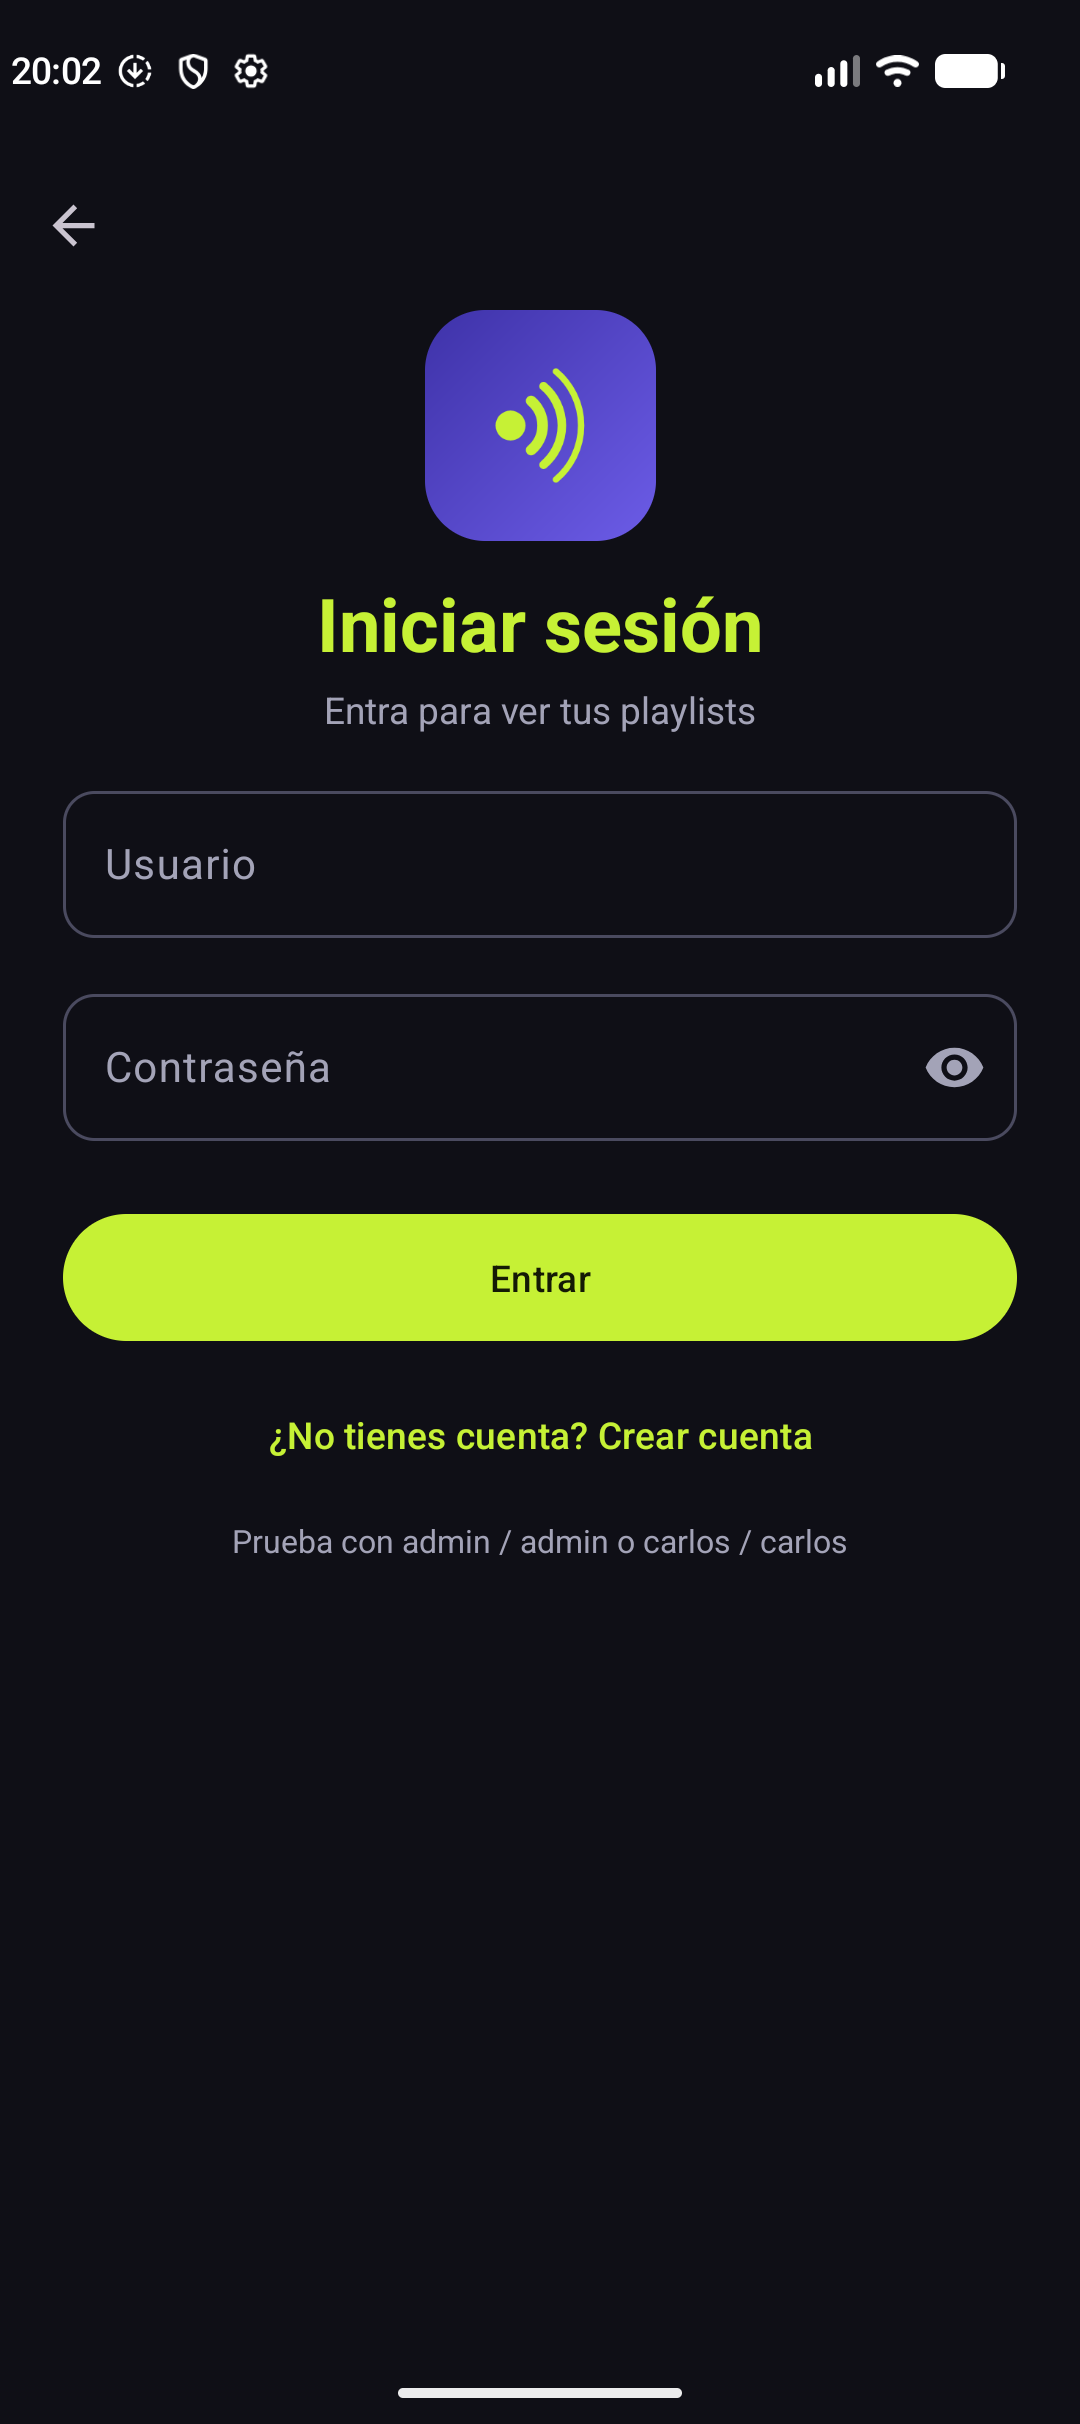 20:02
Iniciar sesión
Entra para ver tus playlists
Usuario
Contraseña
Entrar
¿No tienes cuenta? Crear cuenta
Prueba con admin / admin o carlos / carlos